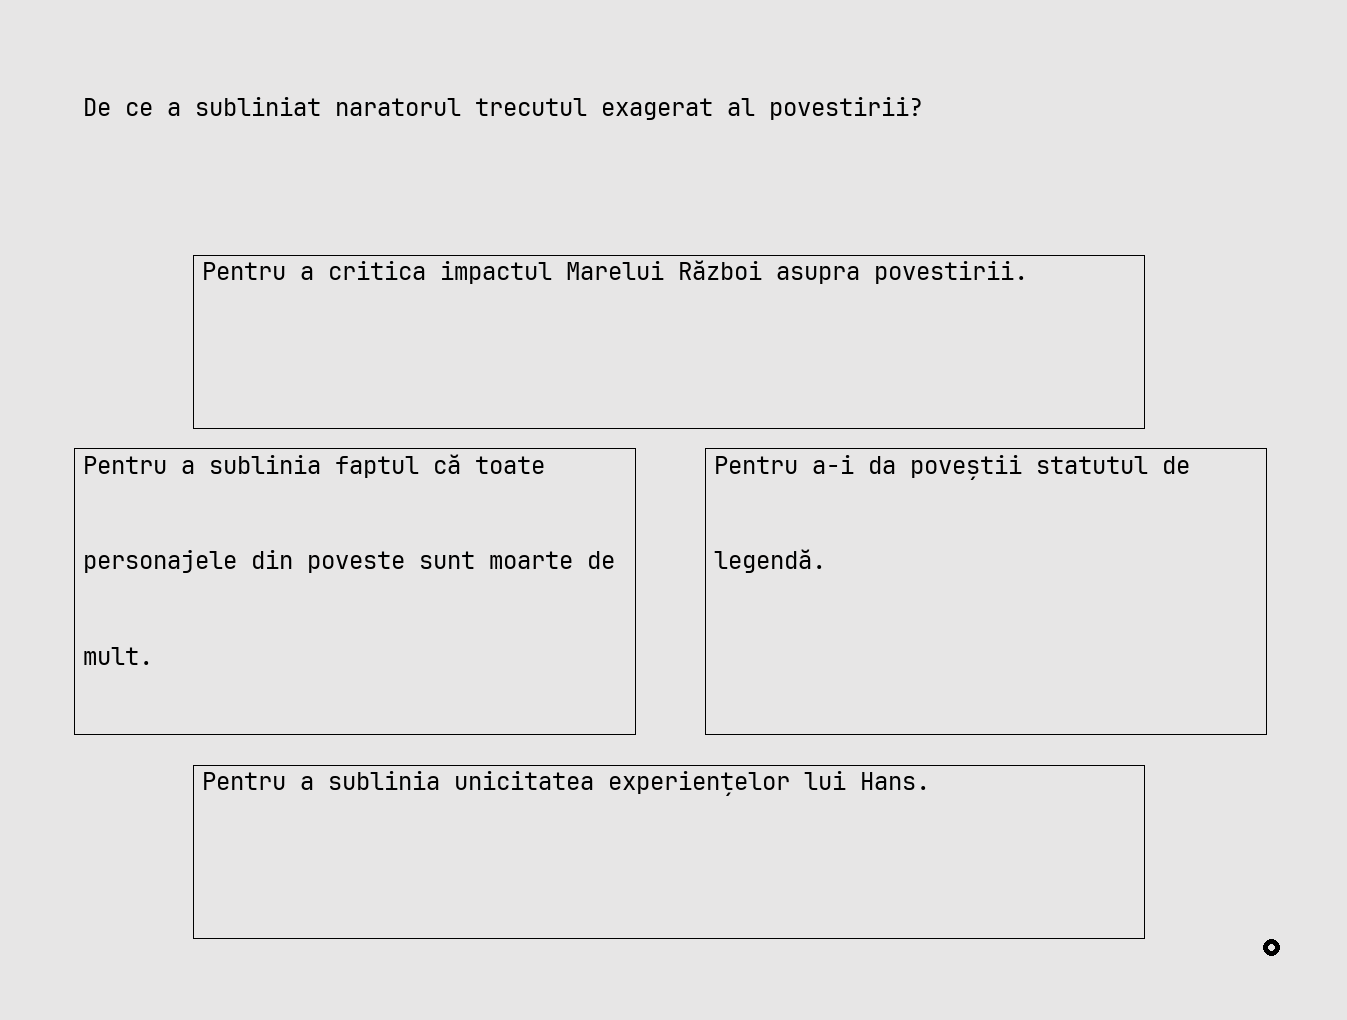 De ce a subliniat naratorul trecutul exagerat al povestirii?
Pentru a critica impactul Marelui Război asupra povestirii.
Pentru a sublinia faptul că toate
personajele din poveste sunt moarte de
mult.
Pentru a-i da poveștii statutul de
legendă.
Pentru a sublinia unicitatea experiențelor lui Hans.